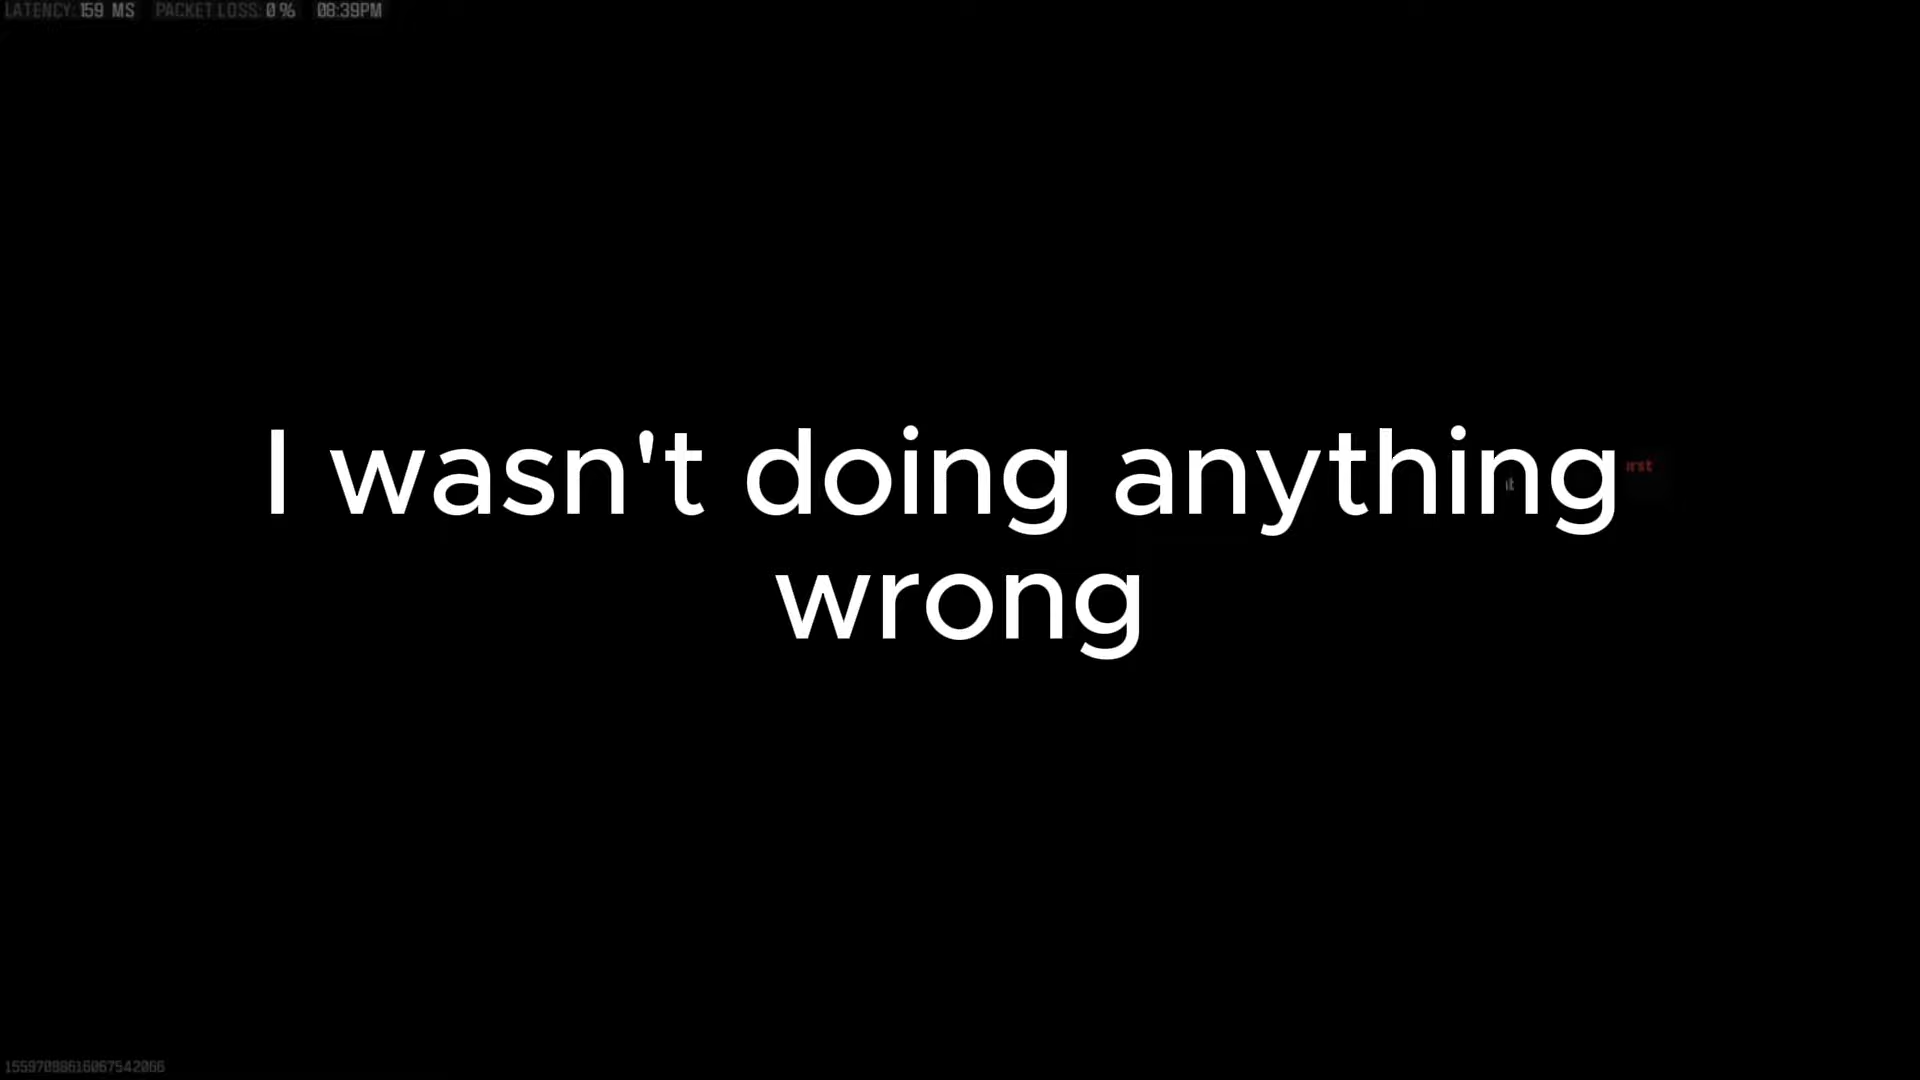 LATENCY: 159 MS PACKET LOSS: 0 % 08:39PM
I wasn't doing anything
wrong